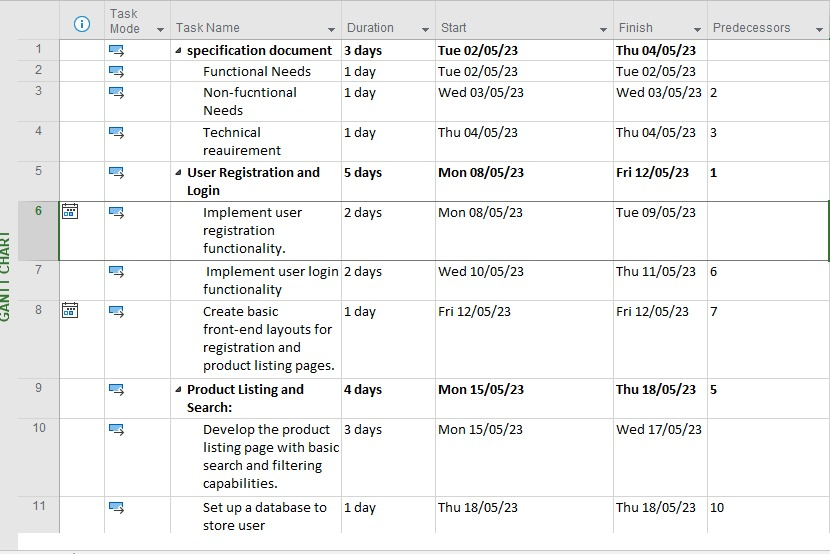 Task
Mode
Task Name
Duration
Start
Finish
Predecessors
1 specification document 3 days Tue 02/05/23 Thu 04/05/23
2 Functional Needs 1 day Tue 02/05/23 Tue 02/05/23
3 Non-fucntional 1 day Wed 03/05/23 Wed 03/05/23 2
Needs
4 Technical 1 day Thu 04/05/23 Thu 04/05/23 3
reauirement
5 User Registration and 5 days Mon 08/05/23 Fri 12/05/23 1
Login
6 Implement user 2 days Mon 08/05/23 Tue 09/05/23
registration
functionality.
7 Implement user login 2 days Wed 10/05/23 Thu 11/05/23 6
functionality
8 Create basic 1 day Fri 12/05/23 Fri 12/05/23 7
front-end layouts for
registration and
product listing pages.
9 Product Listing and 4 days Mon 15/05/23 Thu 18/05/23 5
Search:
10 Develop the product 3 days Mon 15/05/23 Wed 17/05/23
listing page with basic
search and filtering
capabilities.
11 Set up a database to 1 day Thu 18/05/23 Thu 18/05/23 10
store user
GANTT CHART